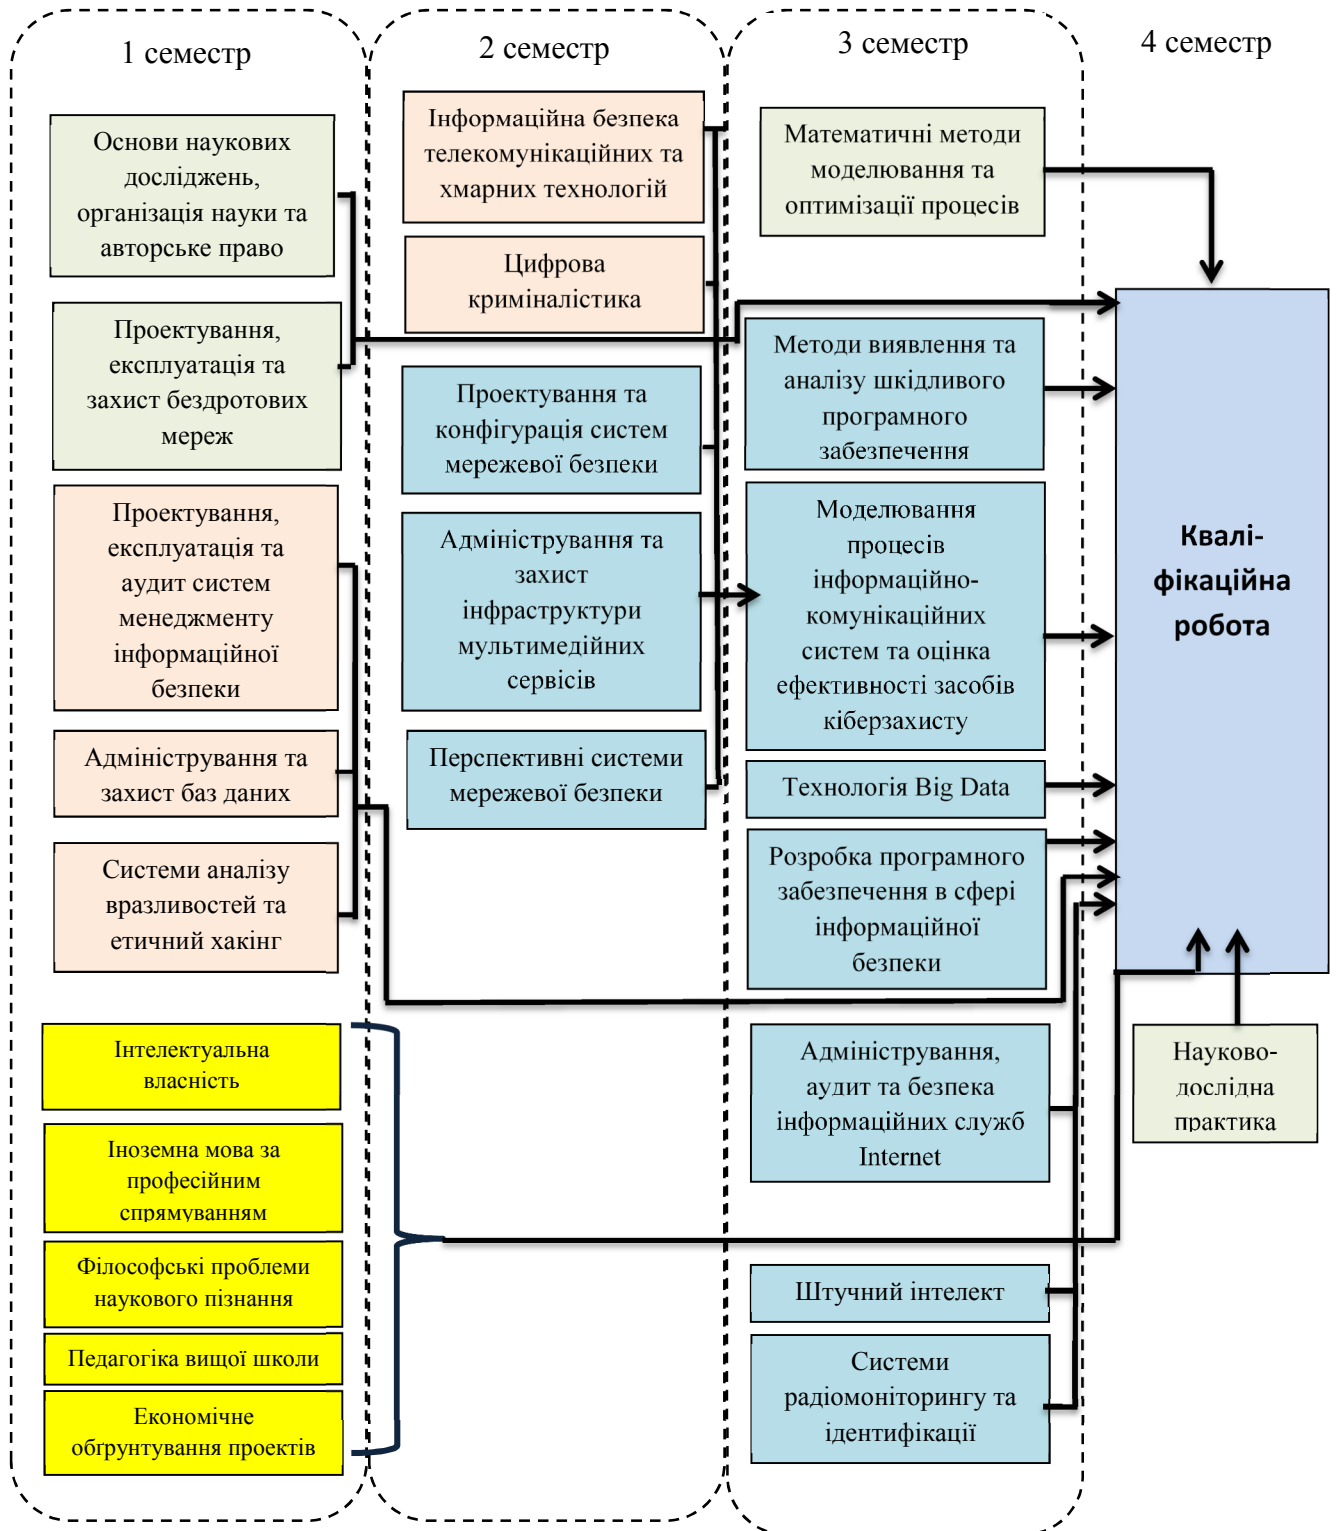 1 семестр
Основи наукових
досліджень,
організація науки та
авторське право
Проектування,
експлуатація та
захист бездротових
мереж
Проектування,
експлуатація та
аудит систем
менеджменту
інформаційної
безпеки
Адміністрування та
захист баз даних
Системи аналізу
вразливостей та
етичний хакінг
Інтелектуальна
власність
Іноземна мова за
професійним
спрямуванням
Філософські проблеми
наукового пізнання
Педагогіка вищої школи
Економічне
обґрунтування проектів
2 семестр
Інформаційна безпека
телекомунікаційних та
хмарних технологій
Цифрова
криміналістика
Проектування та
конфігурація систем
мережевої безпеки
Адміністрування та
захист
інфраструктури
мультимедійних
сервісів
Перспективні системи
мережевої безпеки
3 семестр
Математичні методи
моделювання та
оптимізації процесів
Методи виявлення та
аналізу шкідливого
програмного
забезпечення
Моделювання
процесів
інформаційно-
комунікаційних
систем та оцінка
ефективності засобів
кіберзахисту
Технологія Big Data
Розробка програмного
забезпечення в сфері
інформаційної
безпеки
Адміністрування,
аудит та безпека
інформаційних служб
Internet
Штучний інтелект
Системи
радіомоніторингу та
ідентифікації
4 семестр
Квалі-
фікаційна
робота
Науково-
дослідна
практика